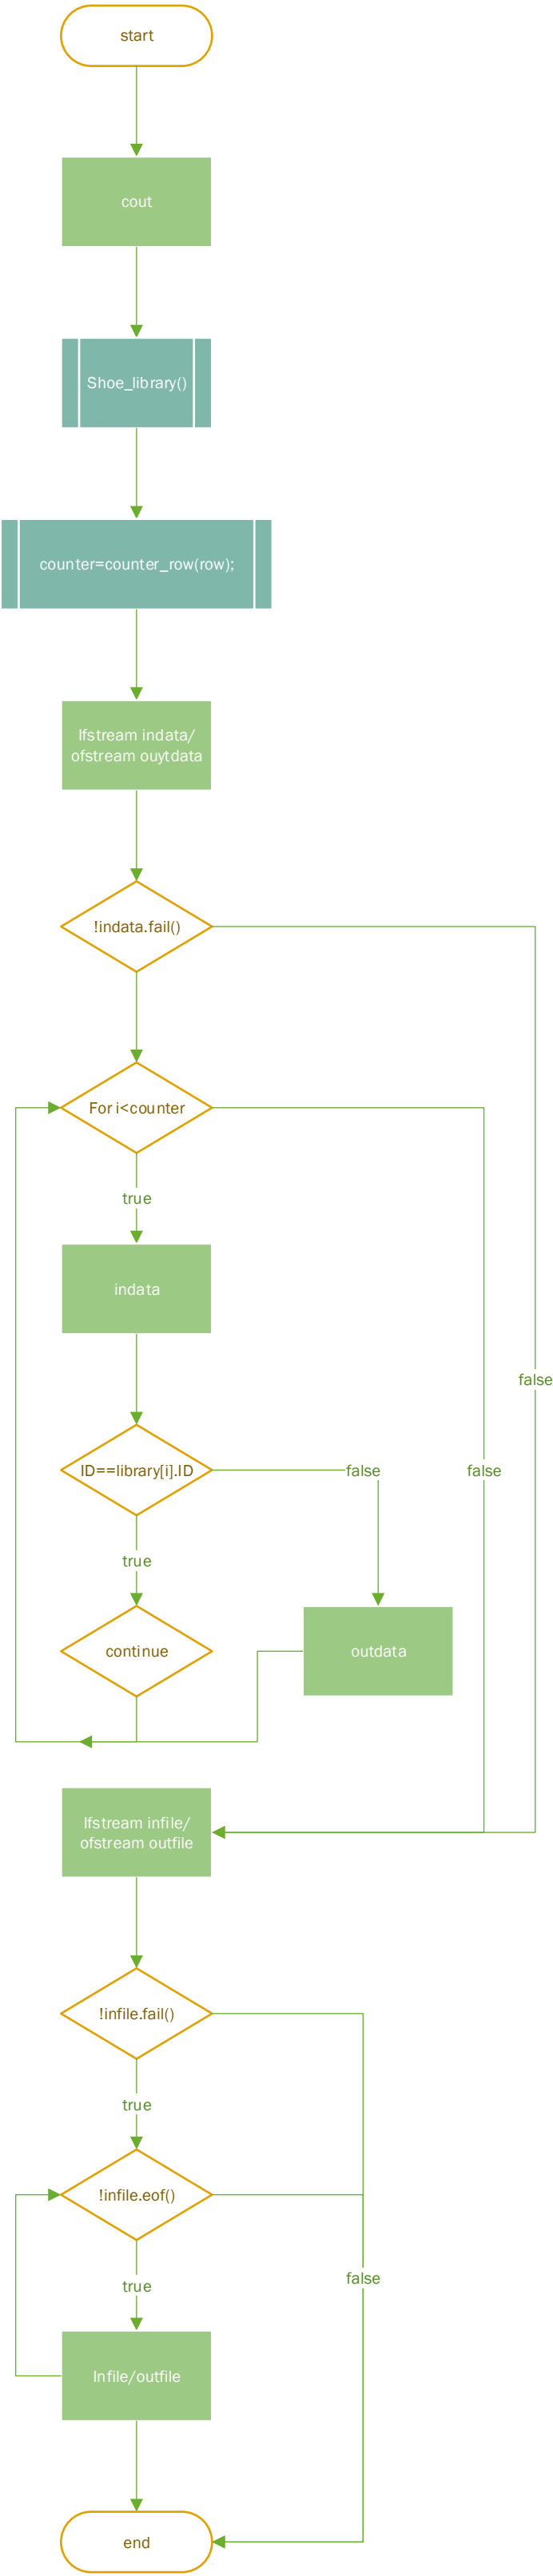 start
cout
Shoe_library()
counter=counter_row(row);
Ifstream indata/
ofstream ouytdata
!indata.fail()
For i<counter
true
indata
false
ID==library[i].ID
false
false
true
continue
outdata
Ifstream infile/
ofstream outfile
!infile.fail()
true
!infile.eof()
false
true
Infile/outfile
end